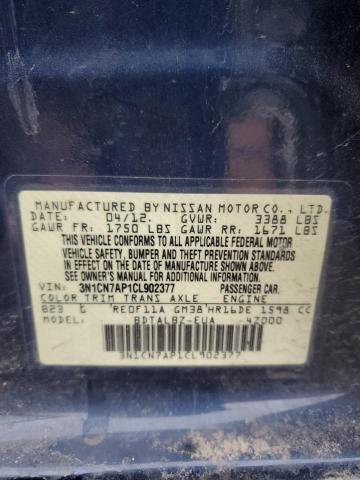 MANUFACTURED BY NISSAN MOTOR CO., LTD.
DATE: 04/12. GVWR: 3388 LBS
GAWR FR: 1750 LBS GAWR RR: 1671 LBS
THIS VEHICLE CONFORMS TO ALL APPLICABLE FEDERAL MOTOR
VEHICLE SAFETY, BUMPER AND THEFT PREVENTION STANDARDS
IN EFFECT ON THE DATE OF MANUFACTURE SHOWN ABOVE.
SEE OWNER'S MANUAL FOR ADDITIONAL INFORMATION.
VIN: 3N1CN7AP1CL902377 PASSENGER CAR.
COLOR TRIM TRANS AXLE ENGINE
B23 G RE0F11A GM38 HR16DE 1598 CC
MODEL: BDTALBZ-EUA 4Z000
3N1CN7AP1CL902377